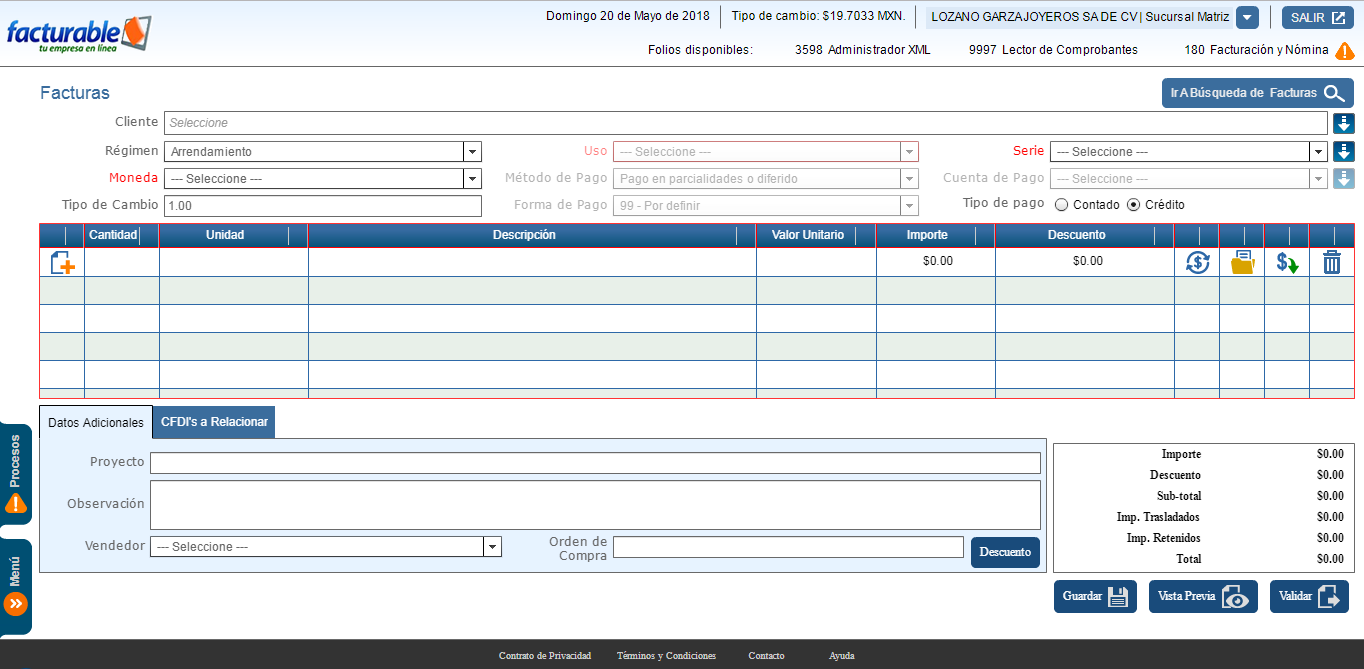 facturable
tu empresa en línea
Domingo 20 de Mayo de 2018
Tipo de cambio: $19.7033 MXN.
LOZANO GARZA JOYEROS SA DE CV | Sucursal Matriz
SALIR
Folios disponibles:
3598 Administrador XML
9997 Lector de Comprobantes
180 Facturación y Nómina
Facturas
Ir A Búsqueda de Facturas
Cliente
Seleccione
Régimen
Arrendamiento
Uso
--- Seleccione ---
Serie
--- Seleccione ---
Moneda
--- Seleccione ---
Método de Pago
Pago en parcialidades o diferido
Cuenta de Pago
--- Seleccione ---
Tipo de Cambio
1.00
Forma de Pago
99 - Por definir
Tipo de pago
Contado
Crédito
Cantidad
Unidad
Descripción
Valor Unitario
Importe
Descuento
$0.00
$0.00
Datos Adicionales
CFDI's a Relacionar
Proyecto
Observación
Vendedor
--- Seleccione ---
Orden de
Compra
Descuento
Importe $0.00
Descuento $0.00
Sub-total $0.00
Imp. Trasladados $0.00
Imp. Retenidos $0.00
Total $0.00
Guardar
Vista Previa
Validar
Procesos
Menú
Contrato de Privacidad
Términos y Condiciones
Contacto
Ayuda